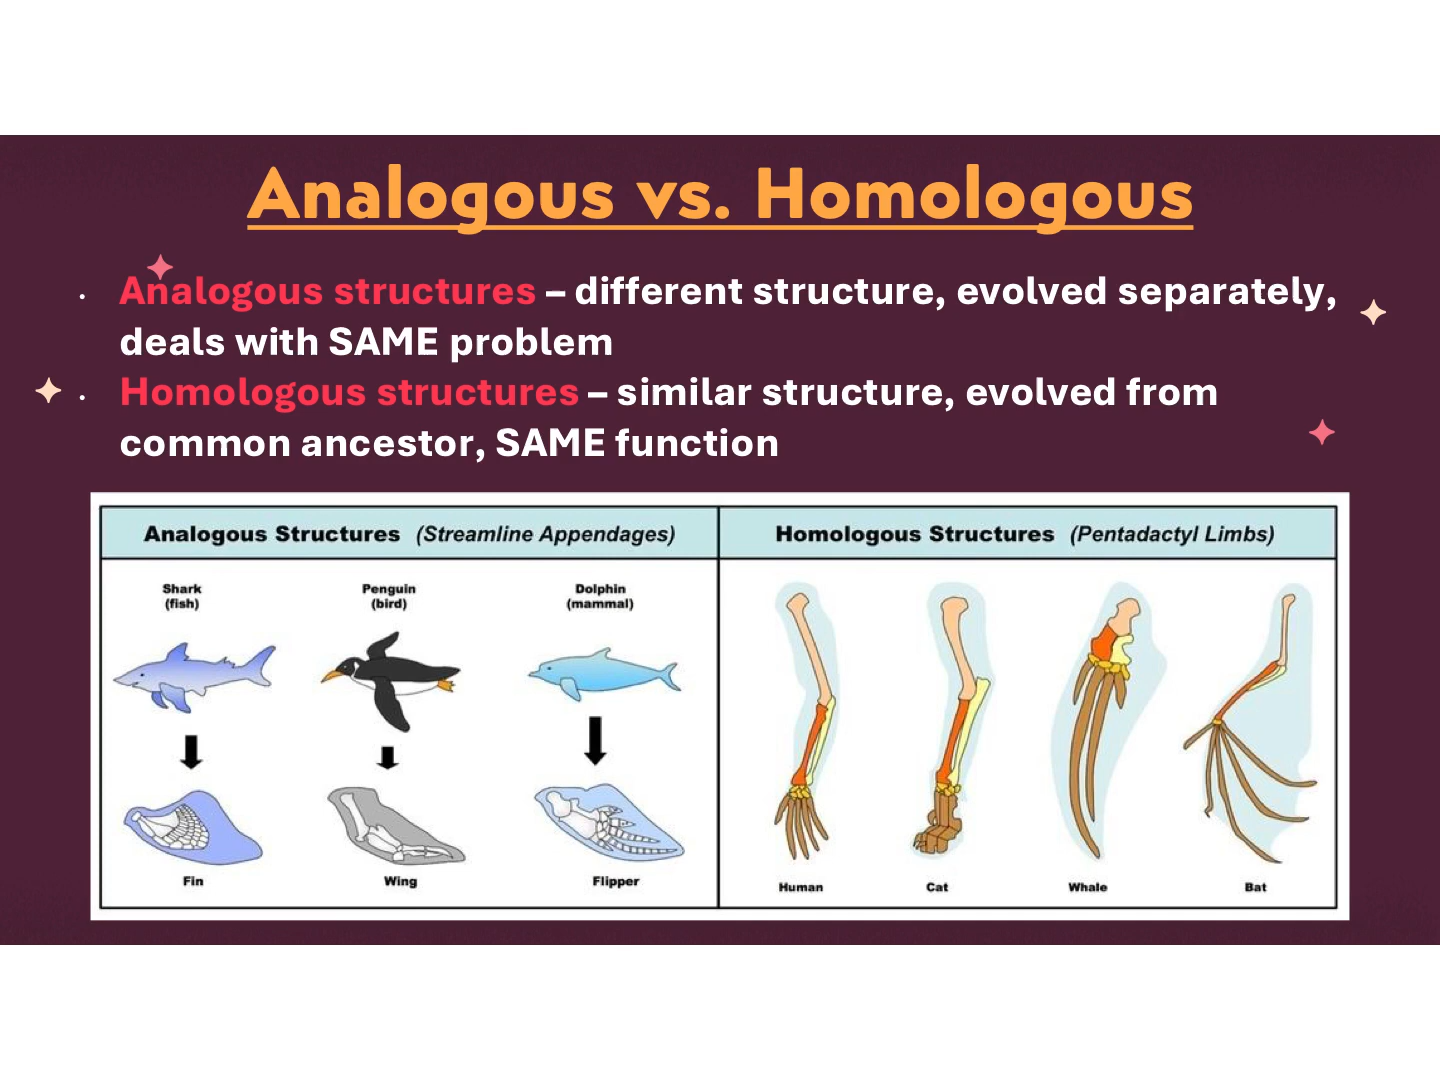 Analogous vs. Homologous
• Analogous structures – different structure, evolved separately,
deals with SAME problem
• Homologous structures – similar structure, evolved from
common ancestor, SAME function
Analogous Structures (Streamline Appendages)
Shark
(fish)
Penguin
(bird)
Dolphin
(mammal)
Fin
Wing
Flipper
Homologous Structures (Pentadactyl Limbs)
Human
Cat
Whale
Bat